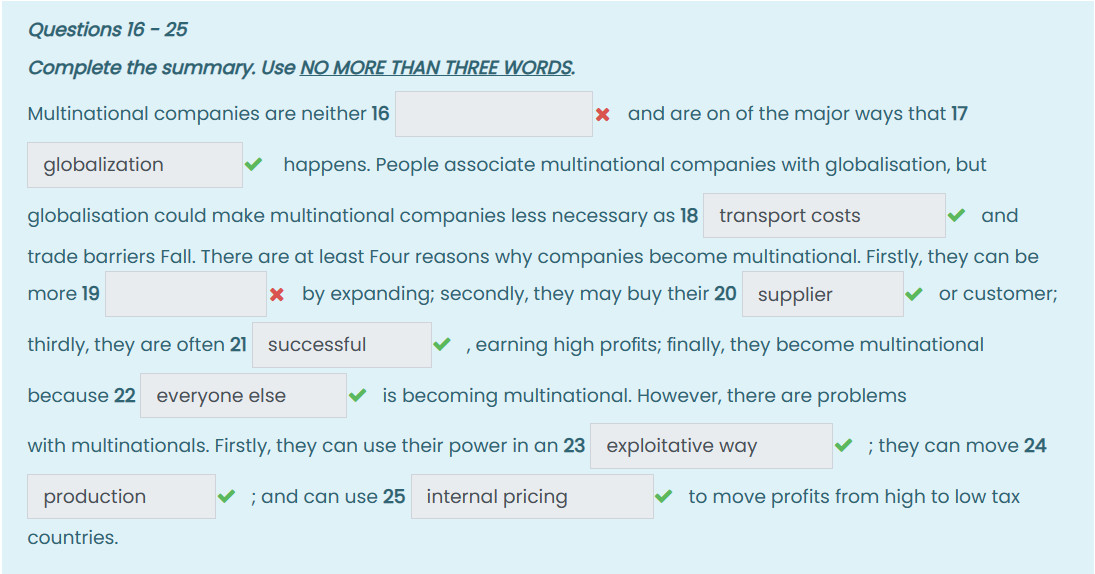 Questions 16 - 25
Complete the summary. Use NO MORE THAN THREE WORDS.
Multinational companies are neither 16 and are on of the major ways that 17
globalization happens. People associate multinational companies with globalisation, but
globalisation could make multinational companies less necessary as 18 transport costs and
trade barriers Fall. There are at least Four reasons why companies become multinational. Firstly, they can be
more 19 by expanding; secondly, they may buy their 20 supplier or customer;
thirdly, they are often 21 successful , earning high profits; finally, they become multinational
because 22 everyone else is becoming multinational. However, there are problems
with multinationals. Firstly, they can use their power in an 23 exploitative way ; they can move 24
production ; and can use 25 internal pricing to move profits from high to low tax
countries.